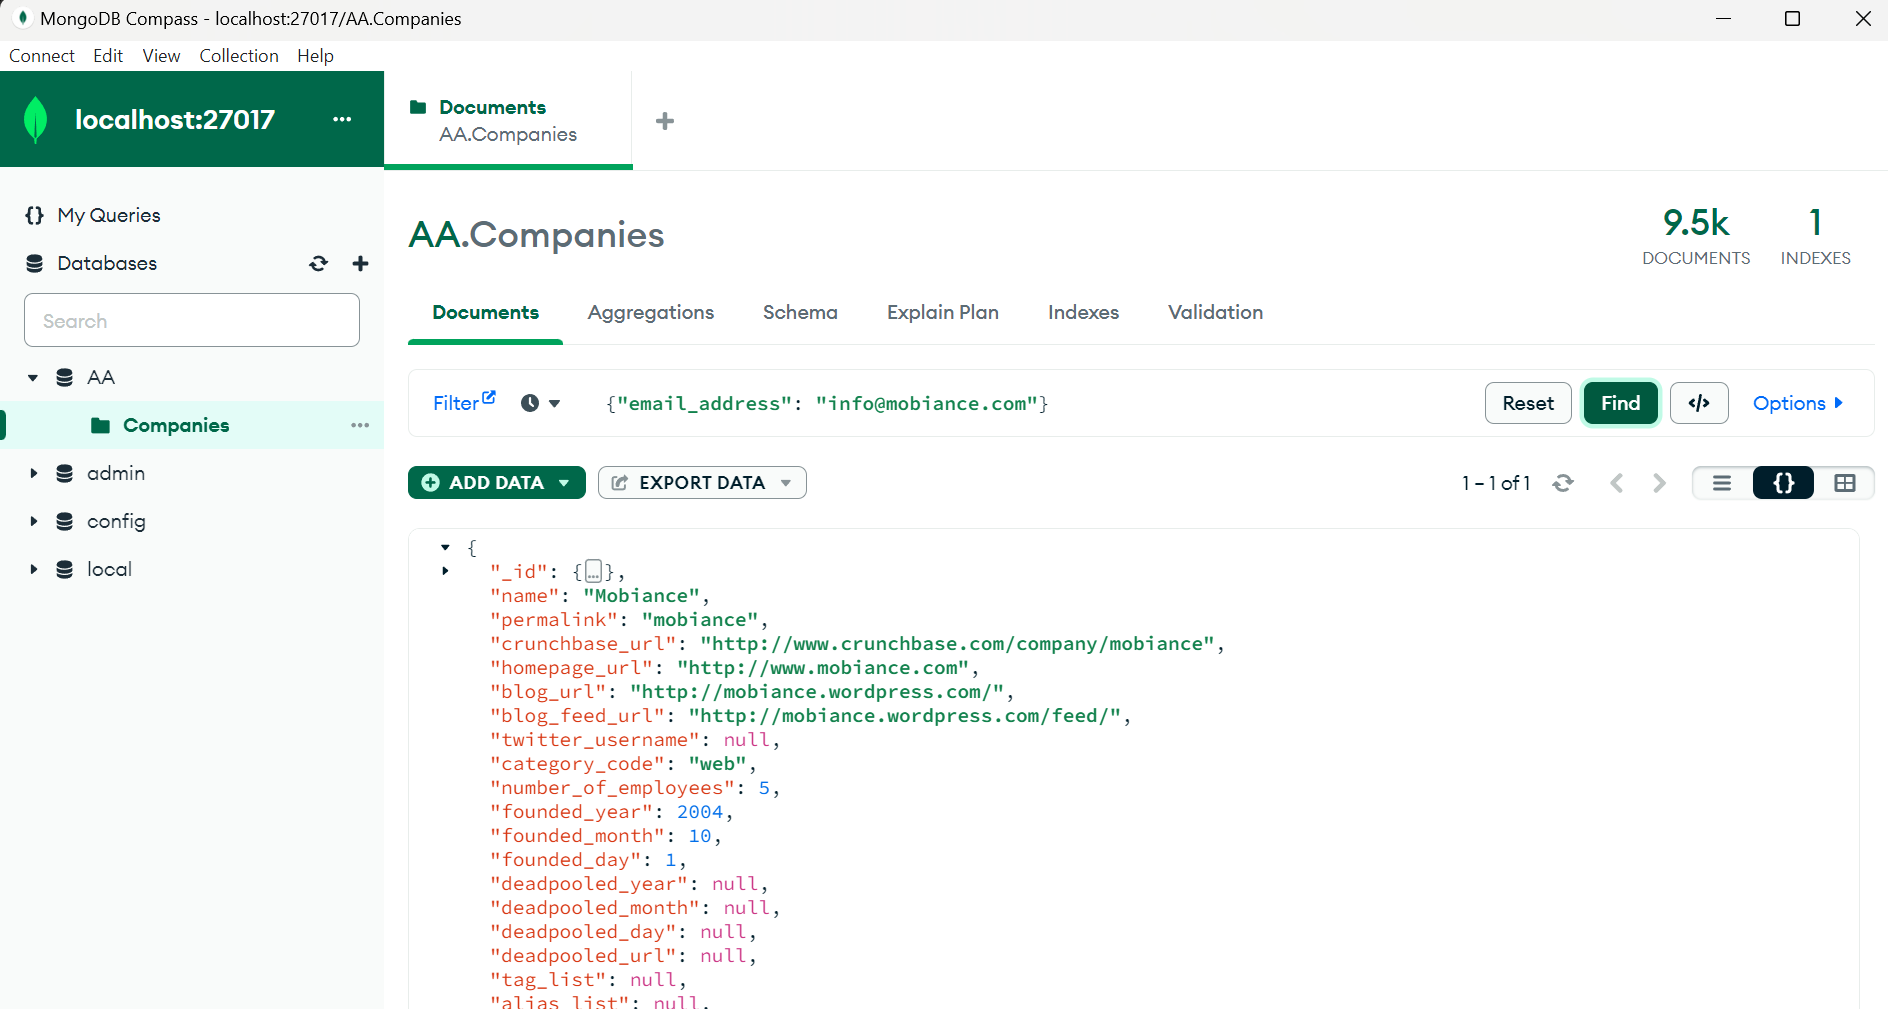 MongoDB Compass - localhost:27017/AA.Companies
Connect Edit View Collection Help
localhost:27017 ...
Documents
AA.Companies
+
{} My Queries
Databases
Search
AA
Companies ...
admin
config
local
AA.Companies
9.5k
DOCUMENTS
1
INDEXES
Documents Aggregations Schema Explain Plan Indexes Validation
Filter {"email_address": "info@mobiance.com"} Reset Find </> Options
ADD DATA EXPORT DATA 1 – 1 of 1 {}
{
"_id": {...},
"name": "Mobiance",
"permalink": "mobiance",
"crunchbase_url": "http://www.crunchbase.com/company/mobiance",
"homepage_url": "http://www.mobiance.com",
"blog_url": "http://mobiance.wordpress.com/",
"blog_feed_url": "http://mobiance.wordpress.com/feed/",
"twitter_username": null,
"category_code": "web",
"number_of_employees": 5,
"founded_year": 2004,
"founded_month": 10,
"founded_day": 1,
"deadpooled_year": null,
"deadpooled_month": null,
"deadpooled_day": null,
"deadpooled_url": null,
"tag_list": null,
"alias_list": null,